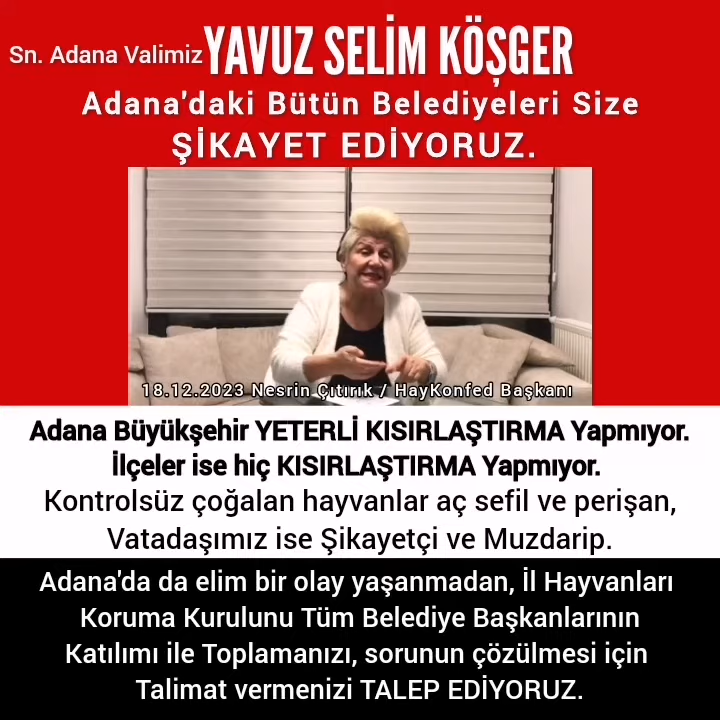 Sn. Adana Valimiz YAVUZ SELİM KÖŞGER
Adana'daki Bütün Belediyeleri Size
ŞİKAYET EDİYORUZ.
18.12.2023 Nesrin Çıtırık / HayKonfed Başkanı
Adana Büyükşehir YETERLİ KISIRLAŞTIRMA Yapmıyor.
İlçeler ise hiç KISIRLAŞTIRMA Yapmıyor.
Kontrolsüz çoğalan hayvanlar aç sefil ve perişan,
Vatadaşımız ise Şikayetçi ve Muzdarip.
Adana'da da elim bir olay yaşanmadan, İl Hayvanları
Koruma Kurulunu Tüm Belediye Başkanlarının
Katılımı ile Toplamanızı, sorunun çözülmesi için
Talimat vermenizi TALEP EDİYORUZ.